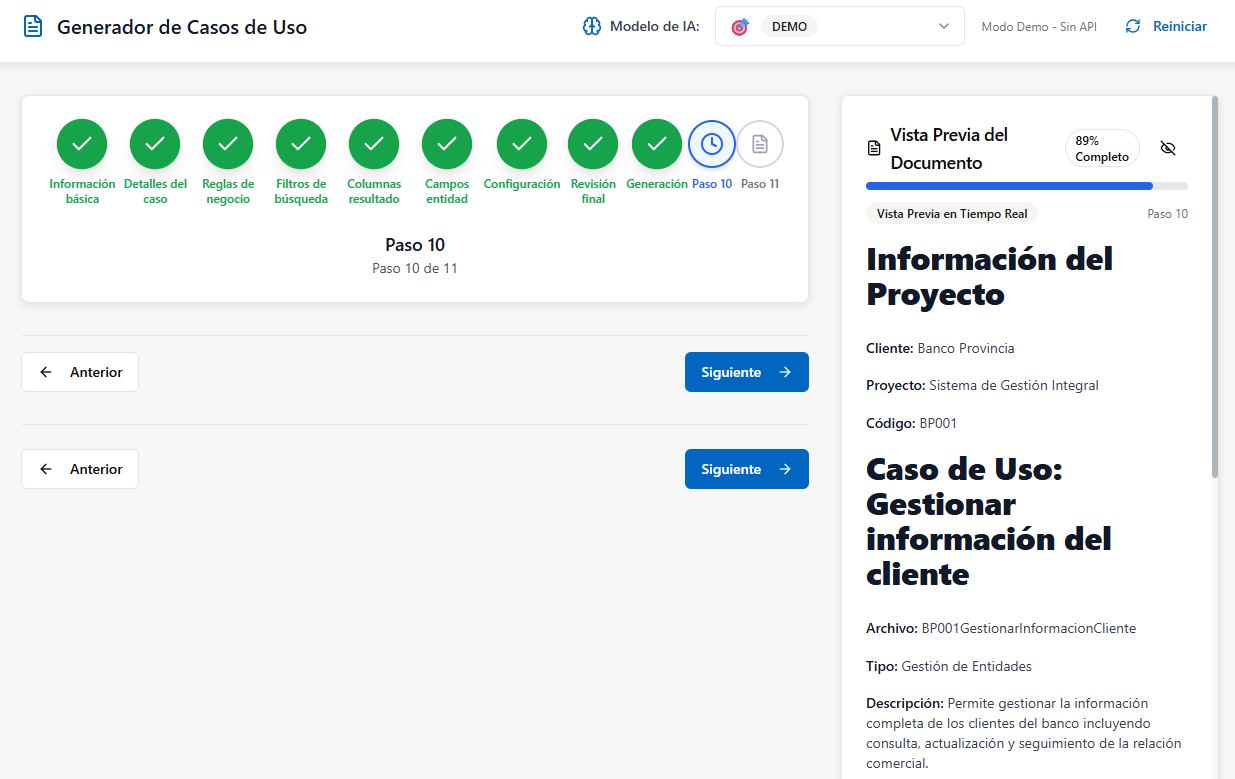 Generador de Casos de Uso
Modelo de IA:
DEMO
Modo Demo - Sin API
Reiniciar
Información
básica
Detalles del
caso
Reglas de
negocio
Filtros de
búsqueda
Columnas
resultado
Campos
entidad
Configuración
Revisión
final
Generación
Paso 10
Paso 11
Paso 10
Paso 10 de 11
Anterior
Siguiente
Anterior
Siguiente
Vista Previa del
Documento
89%
Completo
Vista Previa en Tiempo Real
Paso 10
Información del
Proyecto
Cliente: Banco Provincia
Proyecto: Sistema de Gestión Integral
Código: BP001
Caso de Uso:
Gestionar
información del
cliente
Archivo: BP001GestionarInformacionCliente
Tipo: Gestión de Entidades
Descripción: Permite gestionar la información
completa de los clientes del banco incluyendo
consulta, actualización y seguimiento de la relación
comercial.